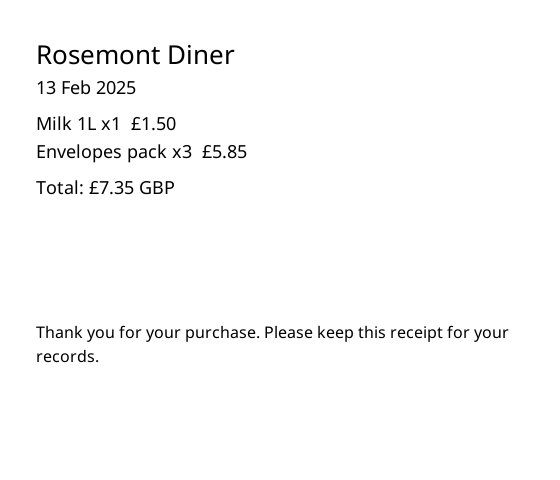 Rosemont Diner
13 Feb 2025
Milk 1L x1  £1.50
Envelopes pack x3  £5.85
Total: £7.35 GBP
Thank you for your purchase. Please keep this receipt for your
records.